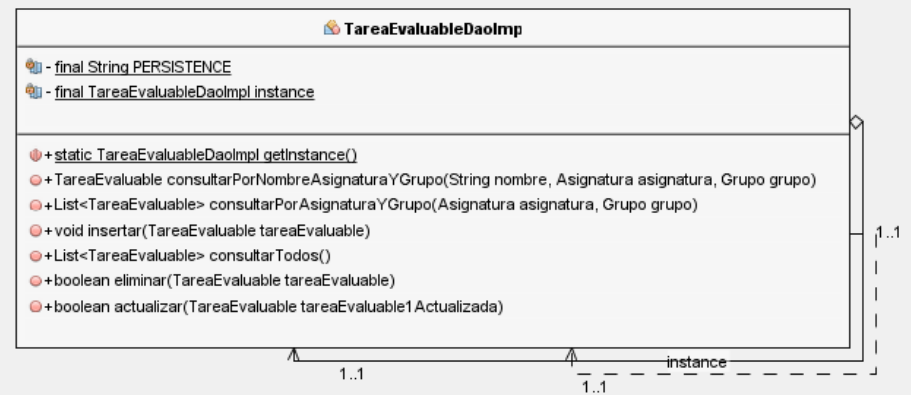 TareaEvaluableDaoImp
- final String PERSISTENCE
- final TareaEvaluableDaoImpl instance
+static TareaEvaluableDaoImpl getInstance()
+TareaEvaluable consultarPorNombreAsignaturaYGrupo(String nombre, Asignatura asignatura, Grupo grupo)
+List<TareaEvaluable> consultarPorAsignaturaYGrupo(Asignatura asignatura, Grupo grupo)
+void insertar(TareaEvaluable tareaEvaluable)
+List<TareaEvaluable> consultarTodos()
+boolean eliminar(TareaEvaluable tareaEvaluable)
+boolean actualizar(TareaEvaluable tareaEvaluable1Actualizada)
1..1
instance
1..1
1..1